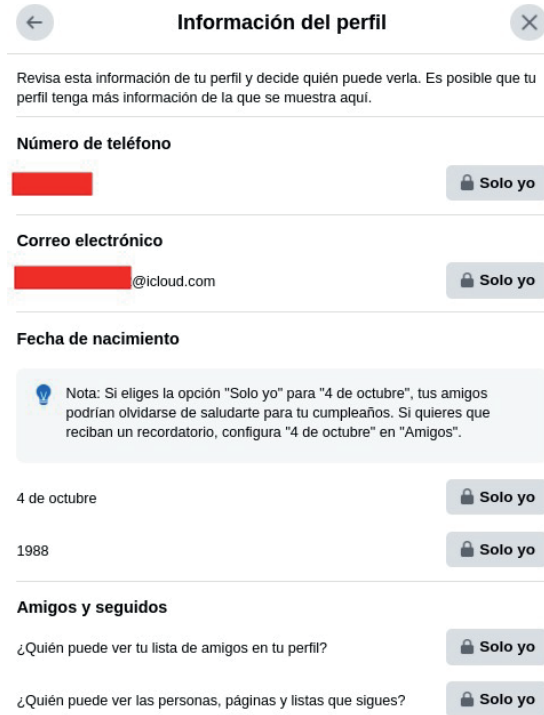 Información del perfil
Revisa esta información de tu perfil y decide quién puede verla. Es posible que tu
perfil tenga más información de la que se muestra aquí.
Número de teléfono
Solo yo
Correo electrónico
@icloud.com
Solo yo
Fecha de nacimiento
Nota: Si eliges la opción "Solo yo" para "4 de octubre", tus amigos
podrían olvidarse de saludarte para tu cumpleaños. Si quieres que
reciban un recordatorio, configura "4 de octubre" en "Amigos".
4 de octubre
Solo yo
1988
Solo yo
Amigos y seguidos
¿Quién puede ver tu lista de amigos en tu perfil?
Solo yo
¿Quién puede ver las personas, páginas y listas que sigues?
Solo yo